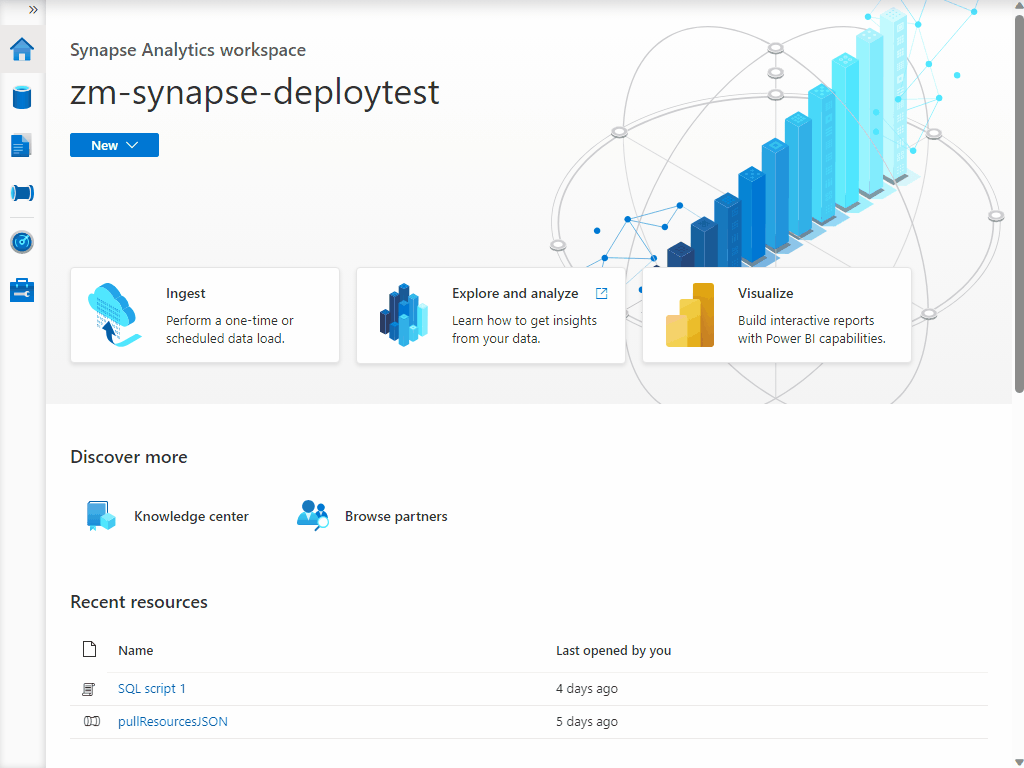 Synapse Analytics workspace
zm-synapse-deploytest
New
Ingest
Perform a one-time or
scheduled data load.
Explore and analyze
Learn how to get insights
from your data.
Visualize
Build interactive reports
with Power BI capabilities.
Discover more
Knowledge center
Browse partners
Recent resources
Name Last opened by you
SQL script 1 4 days ago
pullResourcesJSON 5 days ago